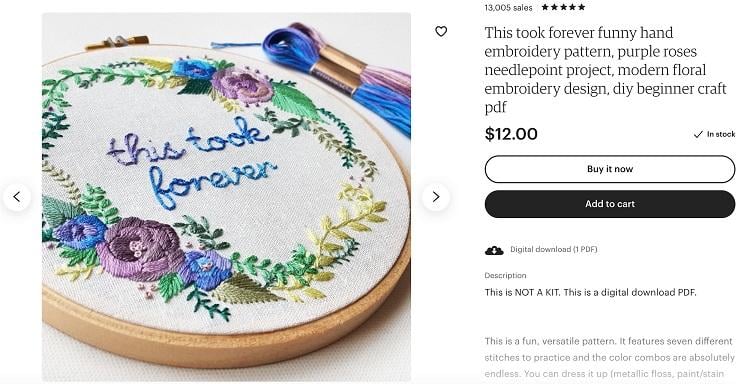 this took
forever
13,005 sales ★★★★★
This took forever funny hand
embroidery pattern, purple roses
needlepoint project, modern floral
embroidery design, diy beginner craft
pdf
$12.00
In stock
Buy it now
Add to cart
Digital download (1 PDF)
Description
This is NOT A KIT. This is a digital download PDF.
This is a fun, versatile pattern. It features seven different
stitches to practice and the color combos are absolutely
endless. You can dress it up (metallic floss, paint/stain